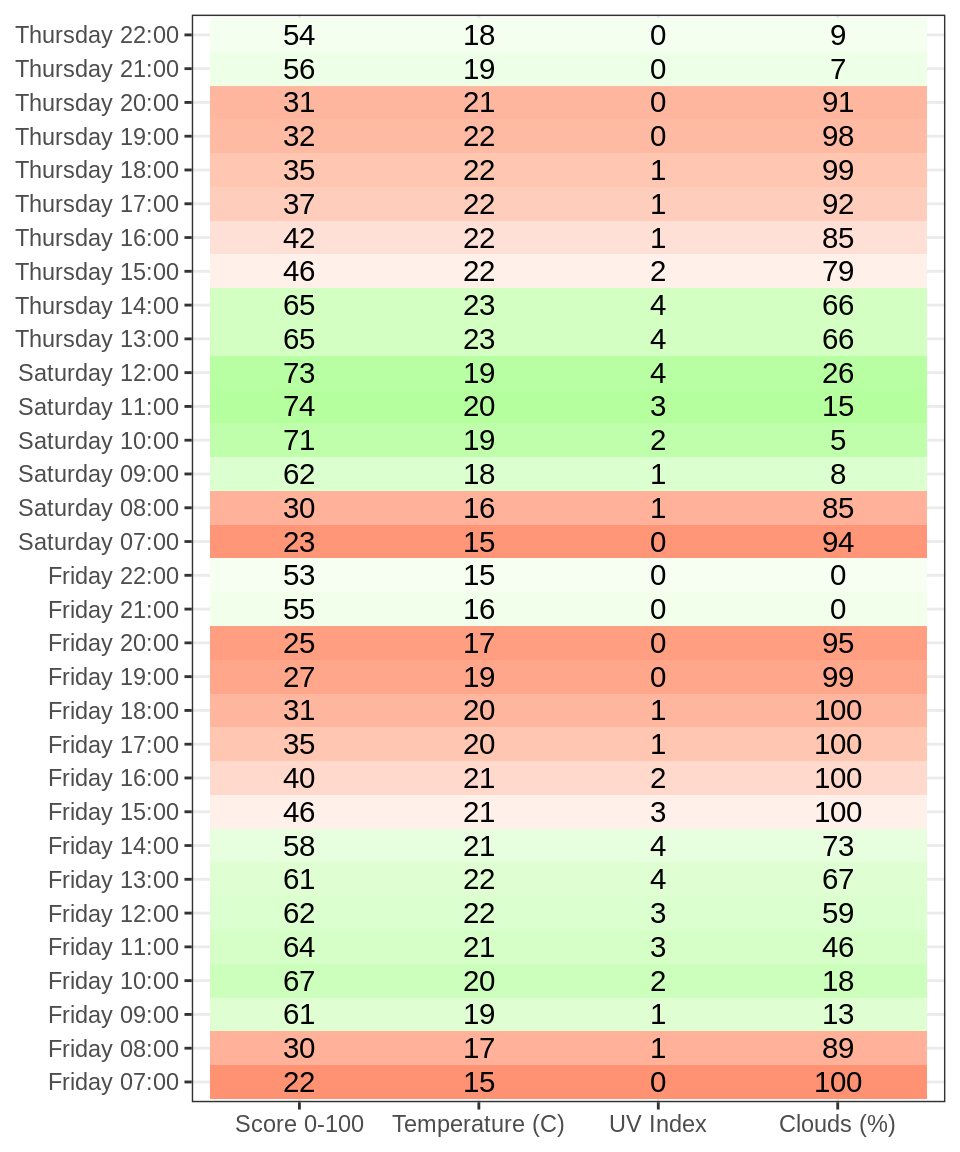 Thursday 22:00 54 18 0 9
Thursday 21:00 56 19 0 7
Thursday 20:00 31 21 0 91
Thursday 19:00 32 22 0 98
Thursday 18:00 35 22 1 99
Thursday 17:00 37 22 1 92
Thursday 16:00 42 22 1 85
Thursday 15:00 46 22 2 79
Thursday 14:00 65 23 4 66
Thursday 13:00 65 23 4 66
Saturday 12:00 73 19 4 26
Saturday 11:00 74 20 3 15
Saturday 10:00 71 19 2 5
Saturday 09:00 62 18 1 8
Saturday 08:00 30 16 1 85
Saturday 07:00 23 15 0 94
Friday 22:00 53 15 0 0
Friday 21:00 55 16 0 0
Friday 20:00 25 17 0 95
Friday 19:00 27 19 0 99
Friday 18:00 31 20 1 100
Friday 17:00 35 20 1 100
Friday 16:00 40 21 2 100
Friday 15:00 46 21 3 100
Friday 14:00 58 21 4 73
Friday 13:00 61 22 4 67
Friday 12:00 62 22 3 59
Friday 11:00 64 21 3 46
Friday 10:00 67 20 2 18
Friday 09:00 61 19 1 13
Friday 08:00 30 17 1 89
Friday 07:00 22 15 0 100
Score 0-100 Temperature (C) UV Index Clouds (%)